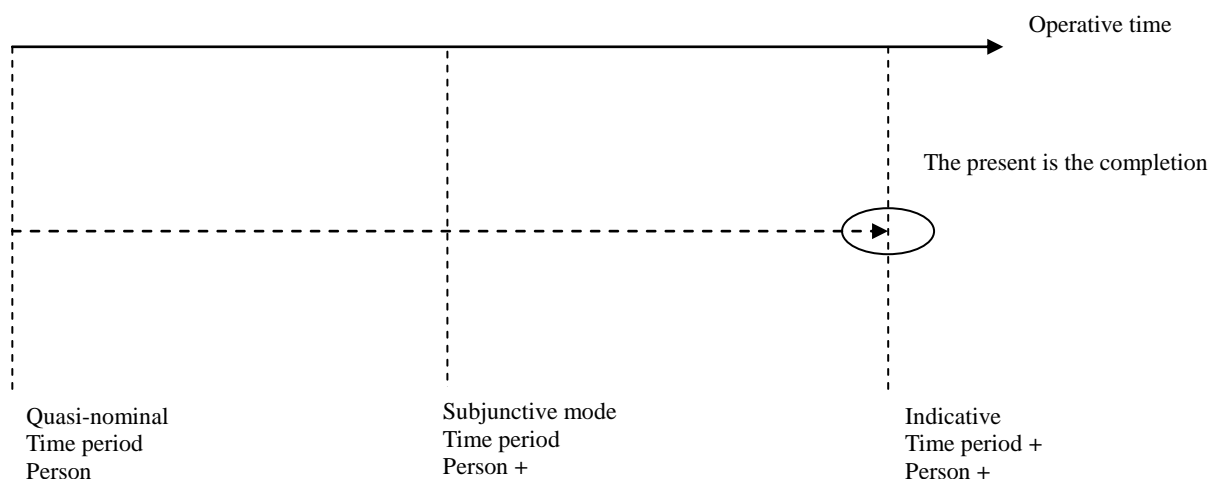 Operative time
The present is the completion
Quasi-nominal
Time period
Person
Subjunctive mode
Time period
Person +
Indicative
Time period +
Person +